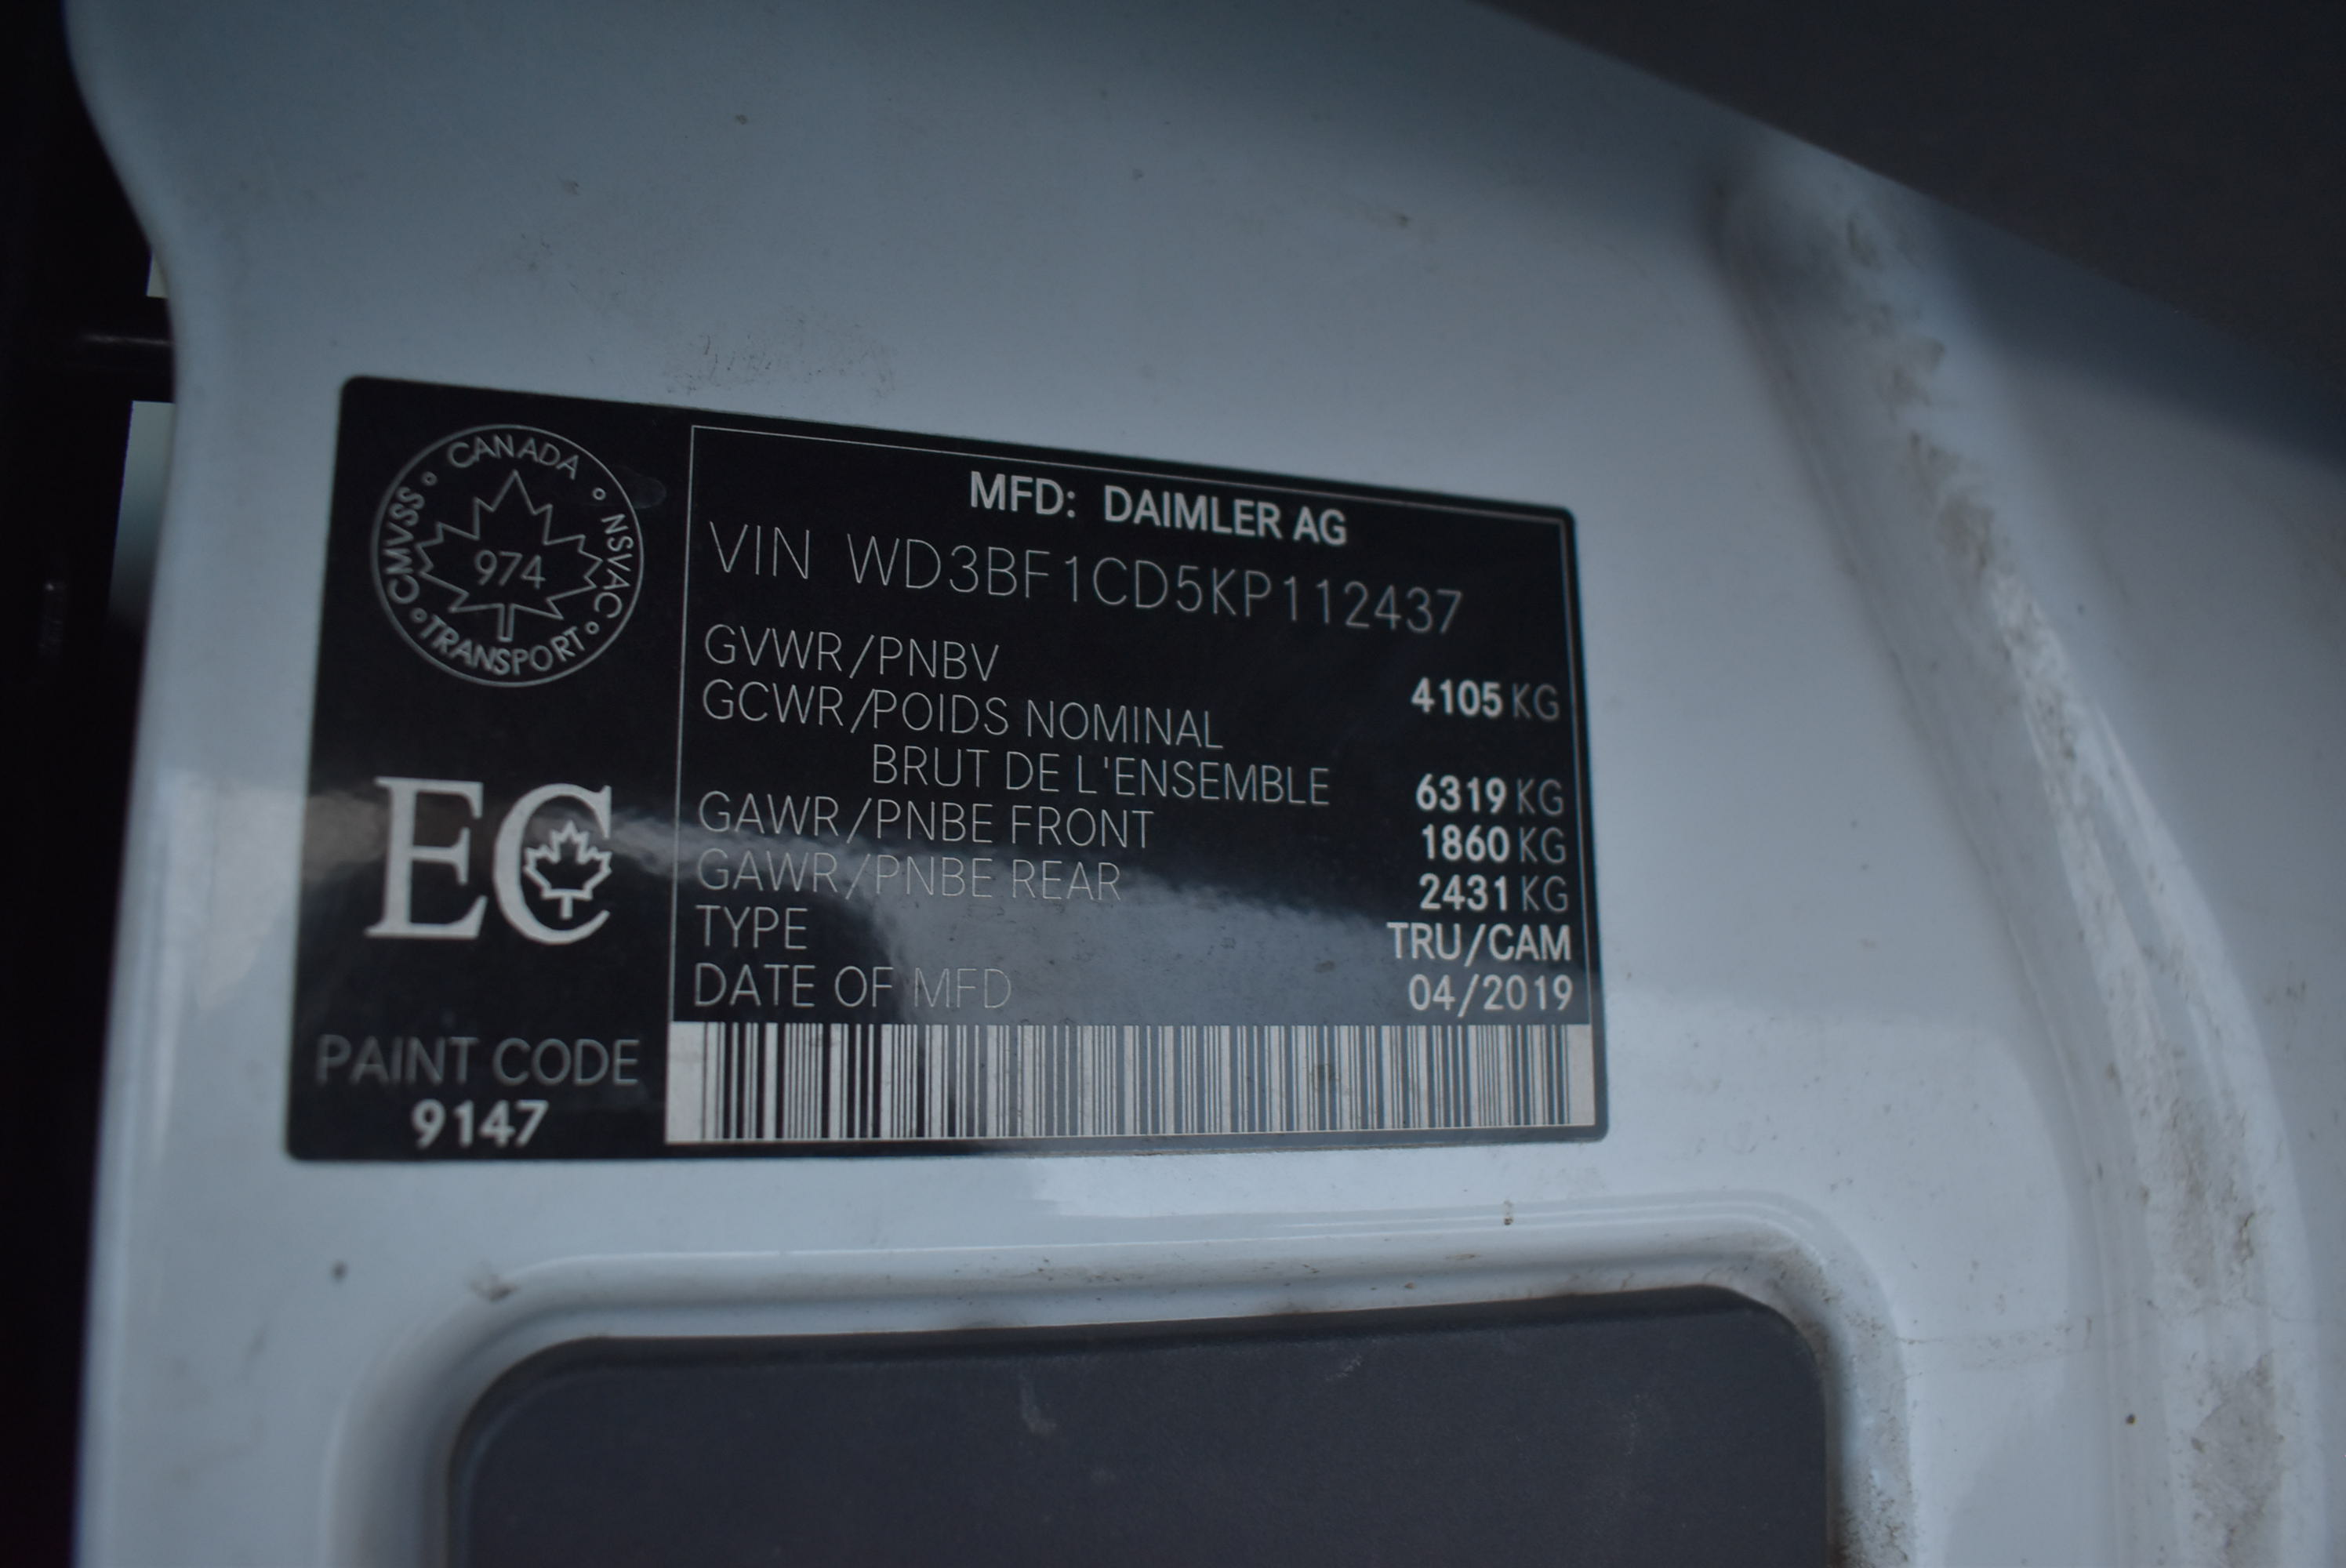 CANADA
NSVAC
TRANSPORT
CMVSS
974
EC
PAINT CODE
9147
MFD: DAIMLER AG
VIN WD3BF1CD5KP112437
GVWR/PNBV 4105 KG
GCWR/POIDS NOMINAL
BRUT DE L'ENSEMBLE 6319 KG
GAWR/PNBE FRONT 1860 KG
GAWR/PNBE REAR 2431 KG
TYPE TRU/CAM
DATE OF MFD 04/2019